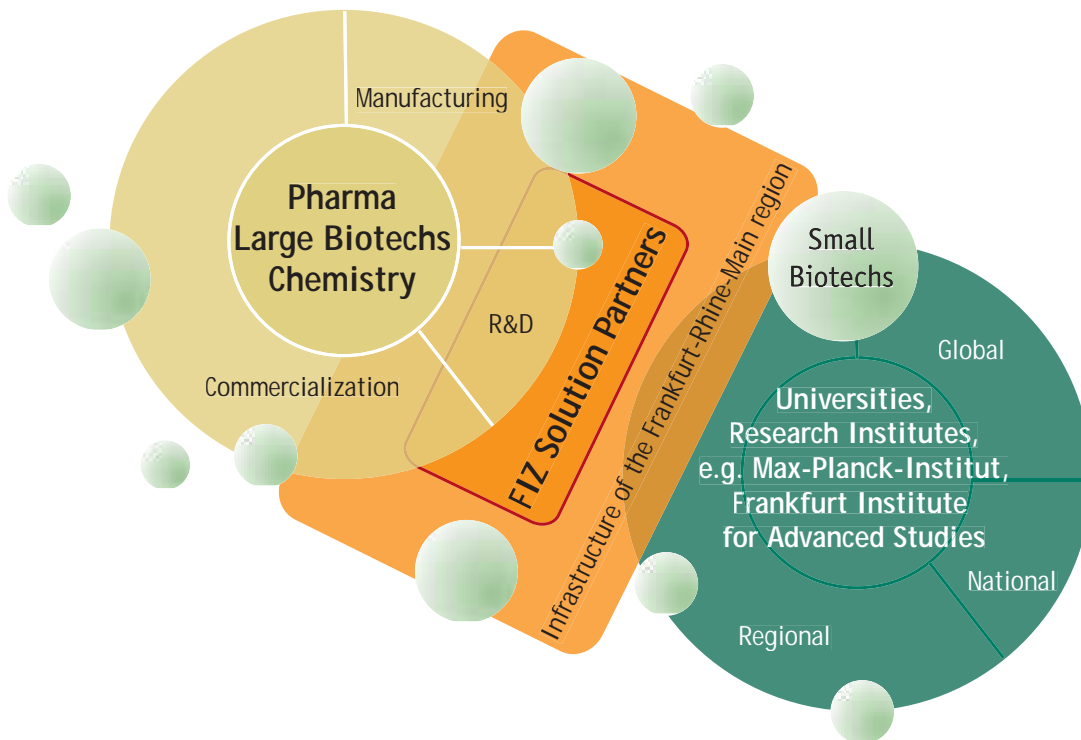 Manufacturing
Pharma
Large Biotechs
Chemistry
R&D
Commercialization
FIZ Solution Partners
Infrastructure of the Frankfurt-Rhine-Main region
Small
Biotechs
Global
Universities,
Research Institutes,
e.g. Max-Planck-Institut,
Frankfurt Institute
for Advanced Studies
National
Regional